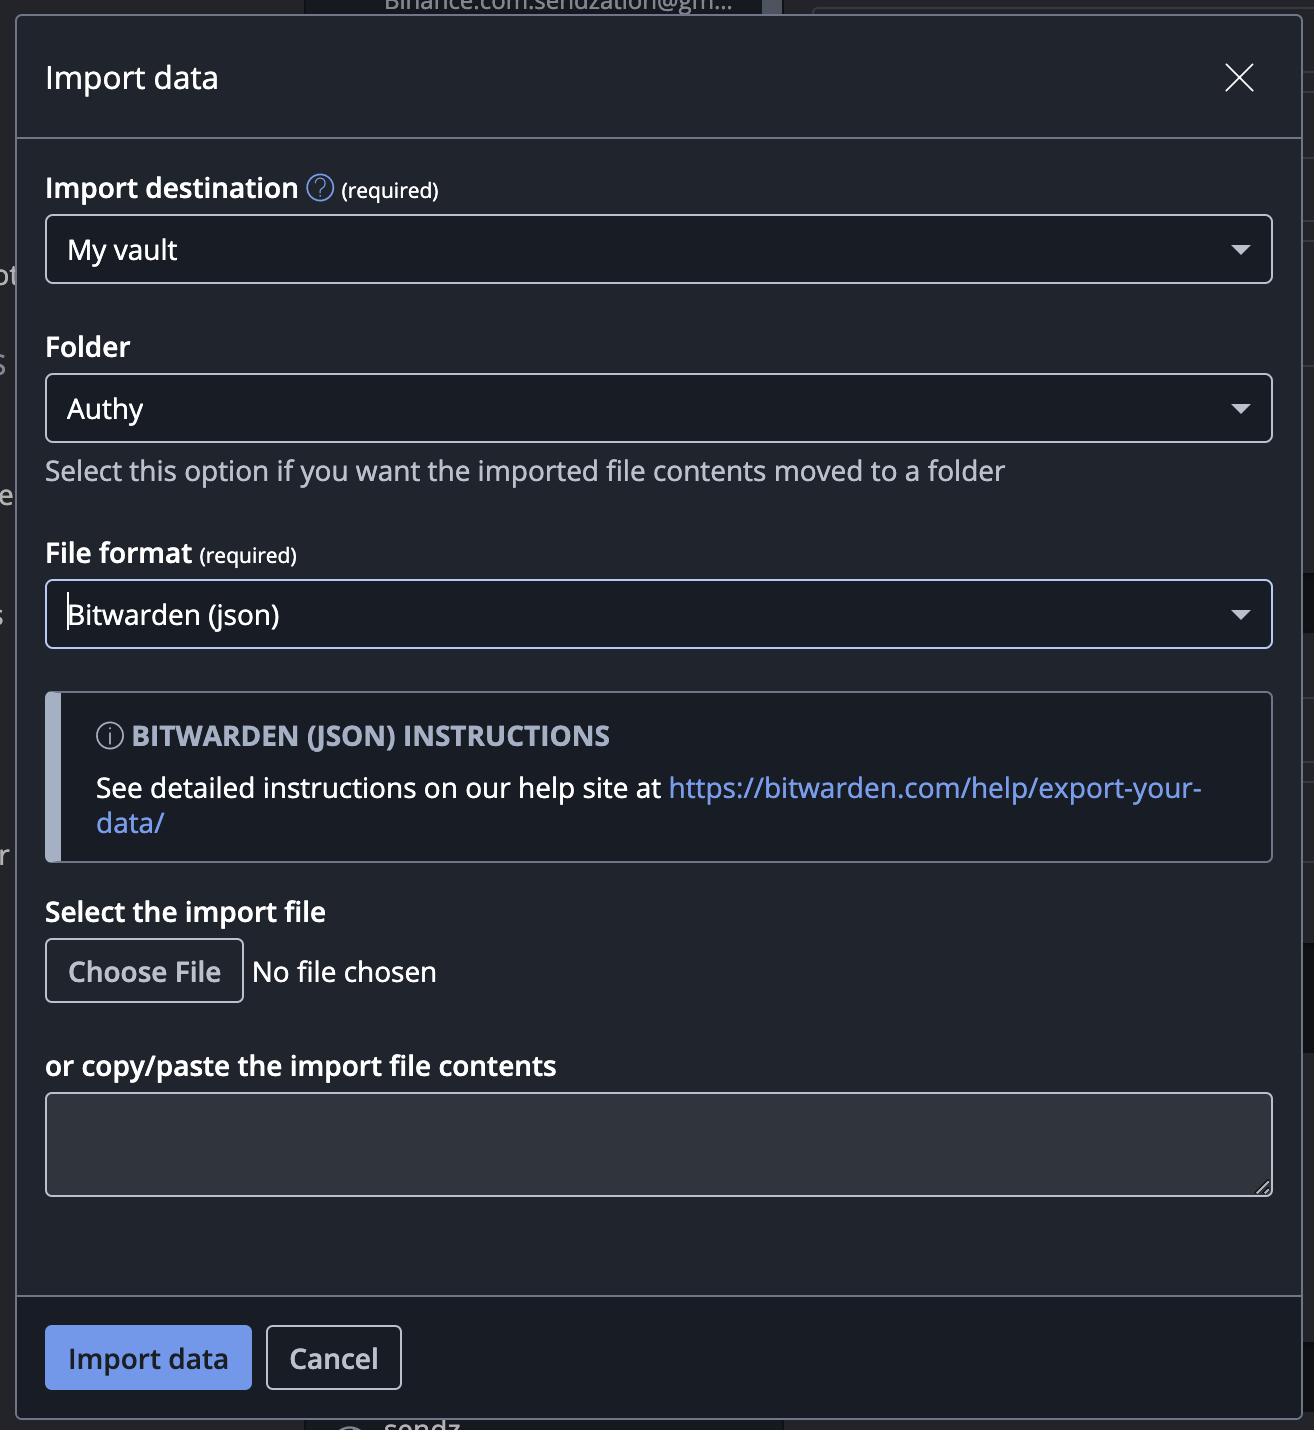 Binance.com.sendzation@gm...
Import data
Import destination ? (required)
My vault
Folder
Authy
Select this option if you want the imported file contents moved to a folder
File format (required)
Bitwarden (json)
BITWARDEN (JSON) INSTRUCTIONS
See detailed instructions on our help site at https://bitwarden.com/help/export-your-
data/
Select the import file
Choose File No file chosen
or copy/paste the import file contents
Import data Cancel
sendz